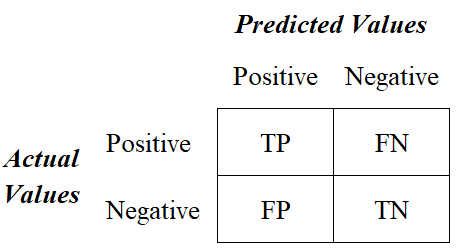 Predicted Values
Positive Negative
Actual Values
Positive TP FN
Negative FP TN